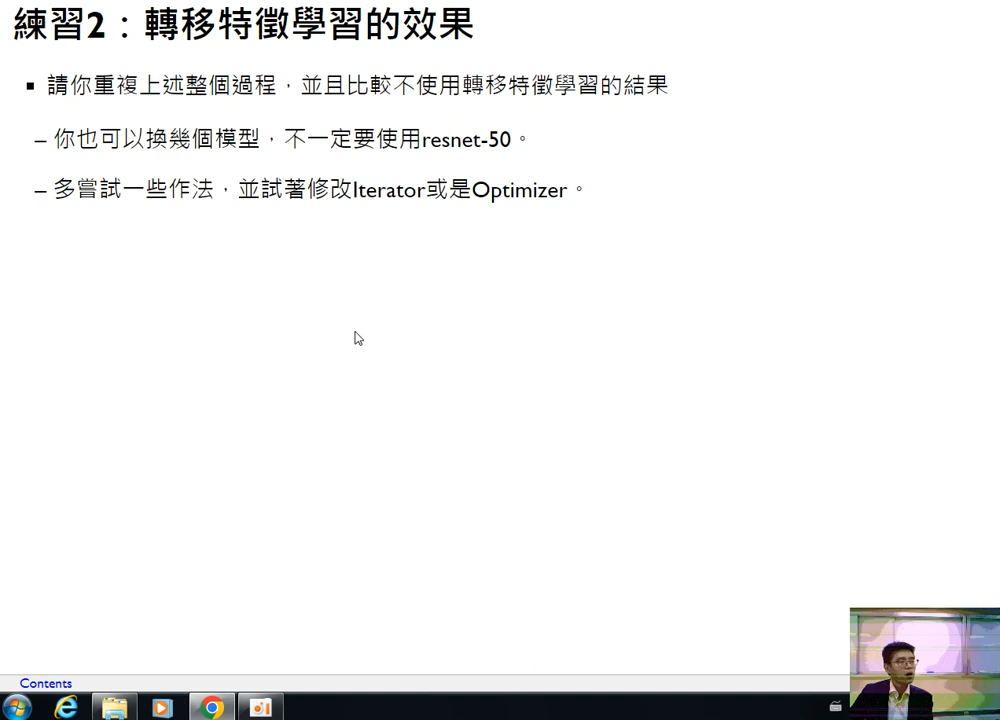 練習2：轉移特徵學習的效果
▪ 請你重複上述整個過程，並且比較不使用轉移特徵學習的結果
– 你也可以換幾個模型，不一定要使用resnet-50。
– 多嘗試一些作法，並試著修改Iterator或是Optimizer。
Contents